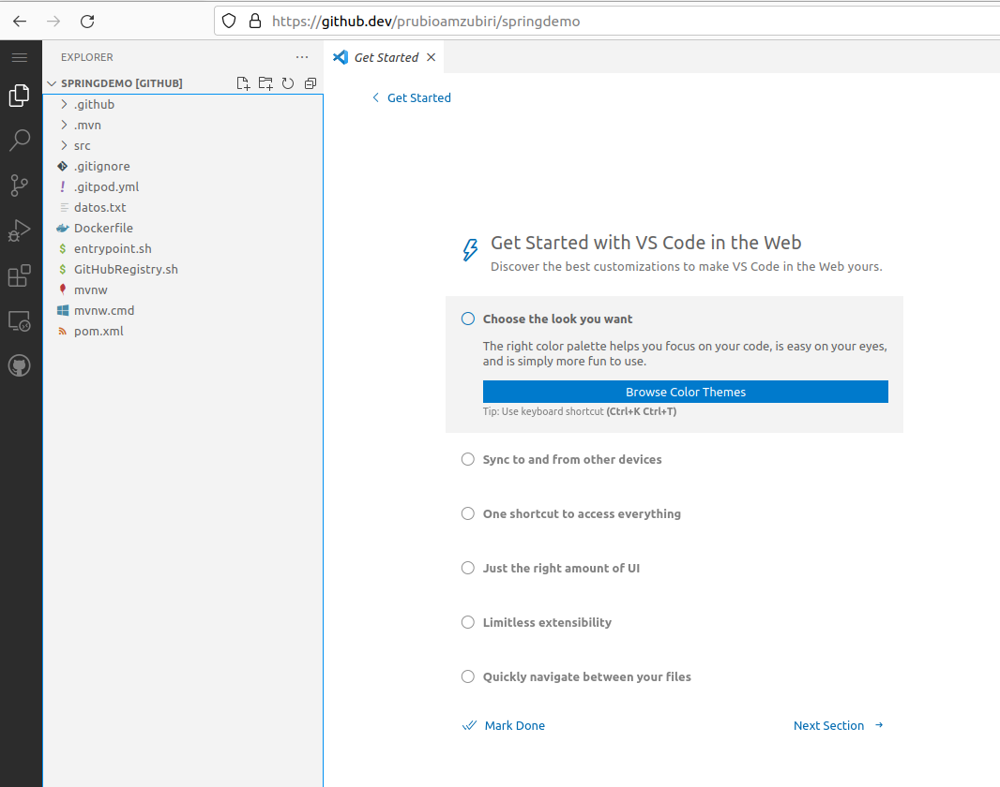 https://github.dev/prubioamzubiri/springdemo
EXPLORER
SPRINGDEMO [GITHUB]
.github
.mvn
src
.gitignore
.gitpod.yml
datos.txt
Dockerfile
entrypoint.sh
GitHubRegistry.sh
mvnw
mvnw.cmd
pom.xml
Get Started
Get Started
Get Started with VS Code in the Web
Discover the best customizations to make VS Code in the Web yours.
Choose the look you want
The right color palette helps you focus on your code, is easy on your eyes,
and is simply more fun to use.
Browse Color Themes
Tip: Use keyboard shortcut (Ctrl+K Ctrl+T)
Sync to and from other devices
One shortcut to access everything
Just the right amount of UI
Limitless extensibility
Quickly navigate between your files
Mark Done
Next Section